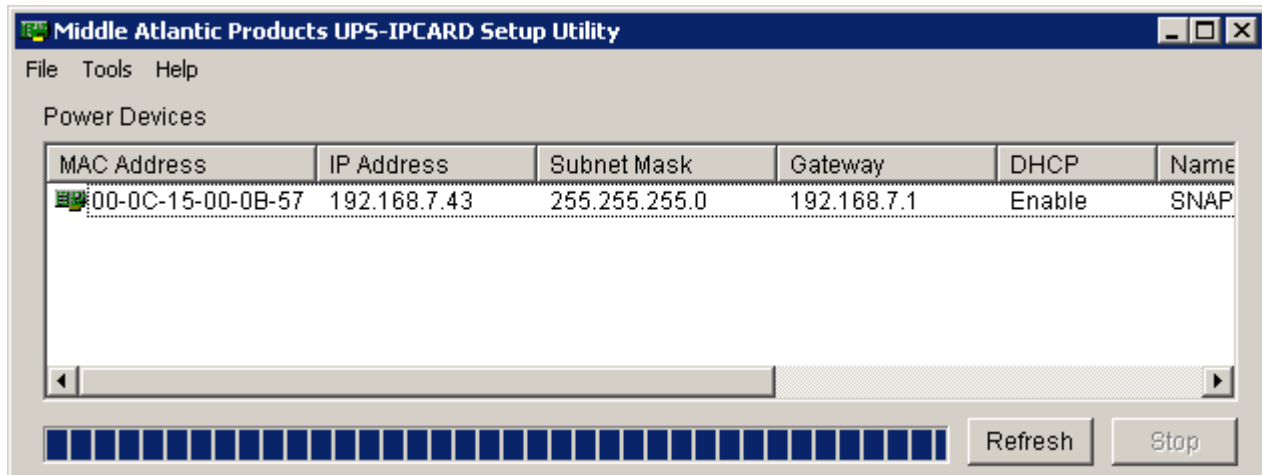 Middle Atlantic Products UPS-IPCARD Setup Utility
File Tools Help
Power Devices
MAC Address IP Address Subnet Mask Gateway DHCP Name
00-0C-15-00-0B-57 192.168.7.43 255.255.255.0 192.168.7.1 Enable SNAP
Refresh Stop